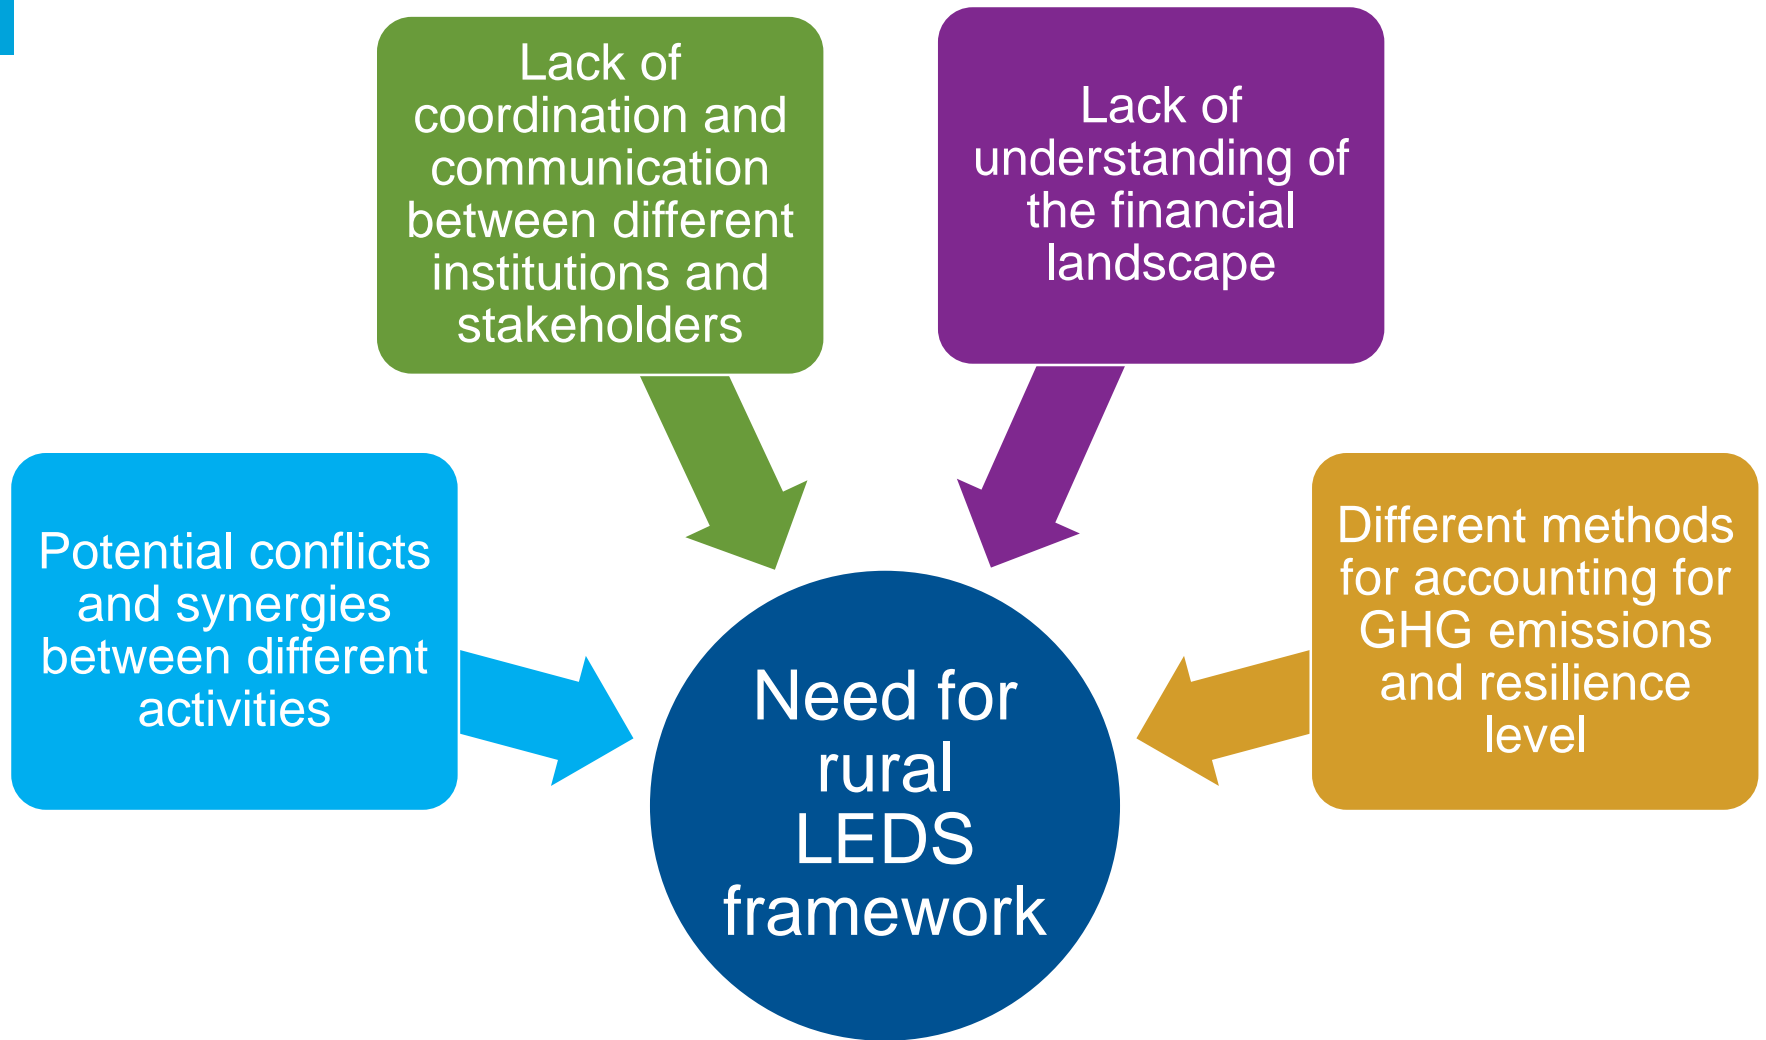 Lack of
coordination and
communication
between different
institutions and
stakeholders
Lack of
understanding of
the financial
landscape
Potential conflicts
and synergies
between different
activities
Different methods
for accounting for
GHG emissions
and resilience
level
Need for
rural
LEDS
framework